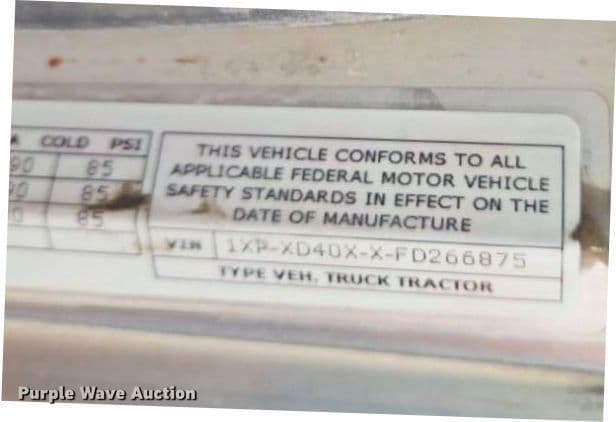 COLD PSI
90 85
85
85
THIS VEHICLE CONFORMS TO ALL
APPLICABLE FEDERAL MOTOR VEHICLE
SAFETY STANDARDS IN EFFECT ON THE
DATE OF MANUFACTURE
VIN 1XP-XD40X-X-FD266875
TYPE VEH. TRUCK TRACTOR
Purple Wave Auction